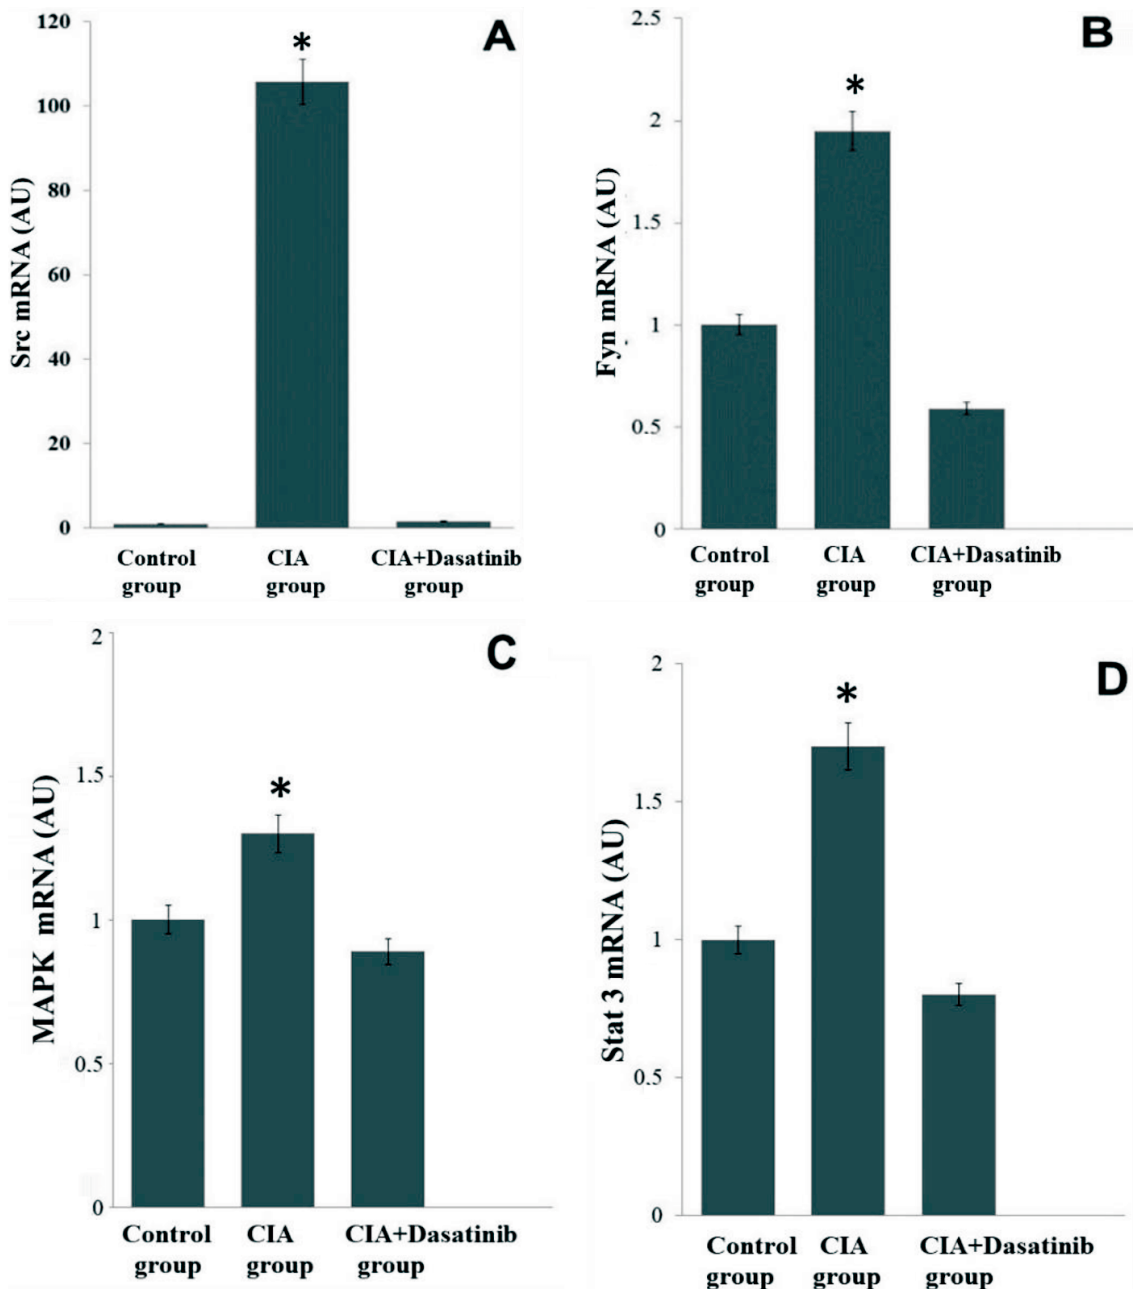 A
Src mRNA (AU)
120
*
100
80
60
40
20
0
Control
group
CIA
group
CIA+Dasatinib
group
B
Fyn mRNA (AU)
2.5
*
2
1.5
1
0.5
0
Control
group
CIA
group
CIA+Dasatinib
group
C
MAPK mRNA (AU)
2
1.5
*
1
0.5
0
Control
group
CIA
group
CIA+Dasatinib
group
D
Stat 3 mRNA (AU)
2
*
1.5
1
0.5
0
Control
group
CIA
group
CIA+Dasatinib
group